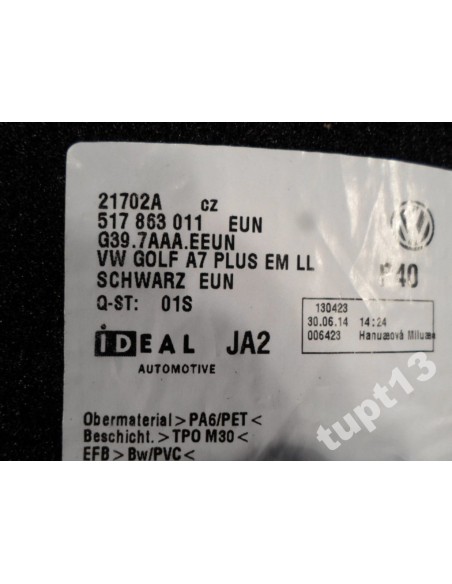 21702A cz
517 863 011 EUN
G39.7AAA.EEUN
VW GOLF A7 PLUS EM LL
SCHWARZ EUN
Q-ST: 01S
40
130423
30.06.14 14:24
006423
iDEAL JA2
AUTOMOTIVE
Obermaterial > PA6/PET <
Beschicht. > TPO M30 <
EFB > Bw/PVC <
tupt13